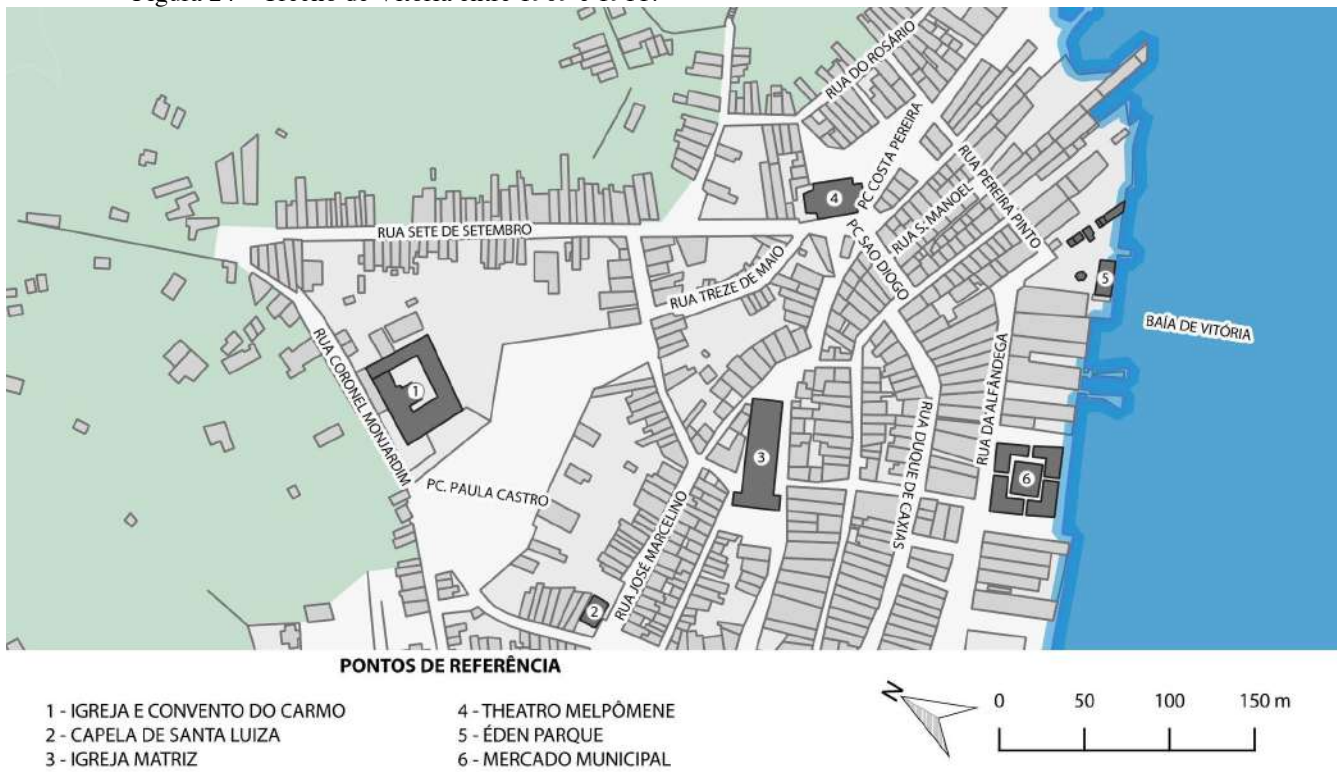 RUA DO ROSÁRIO
PC COSTA PEREIRA
RUA PEREIRA PINTO
4
RUA S. MANOEL
RUA SETE DE SETEMBRO
PC SAO DIOGO
RUA TREZE DE MAIO
5
BAÍA DE VITÓRIA
RUA CORONEL MONJARDIM
1
RUA DA ALFÂNDEGA
RUA DUQUE DE CAXIAS
3
6
PC. PAULA CASTRO
RUA JOSÉ MARCELINO
2
PONTOS DE REFERÊNCIA
1 - IGREJA E CONVENTO DO CARMO
2 - CAPELA DE SANTA LUIZA
3 - IGREJA MATRIZ
4 - THEATRO MELPÔMENE
5 - ÉDEN PARQUE
6 - MERCADO MUNICIPAL
N
0 50 100 150 m